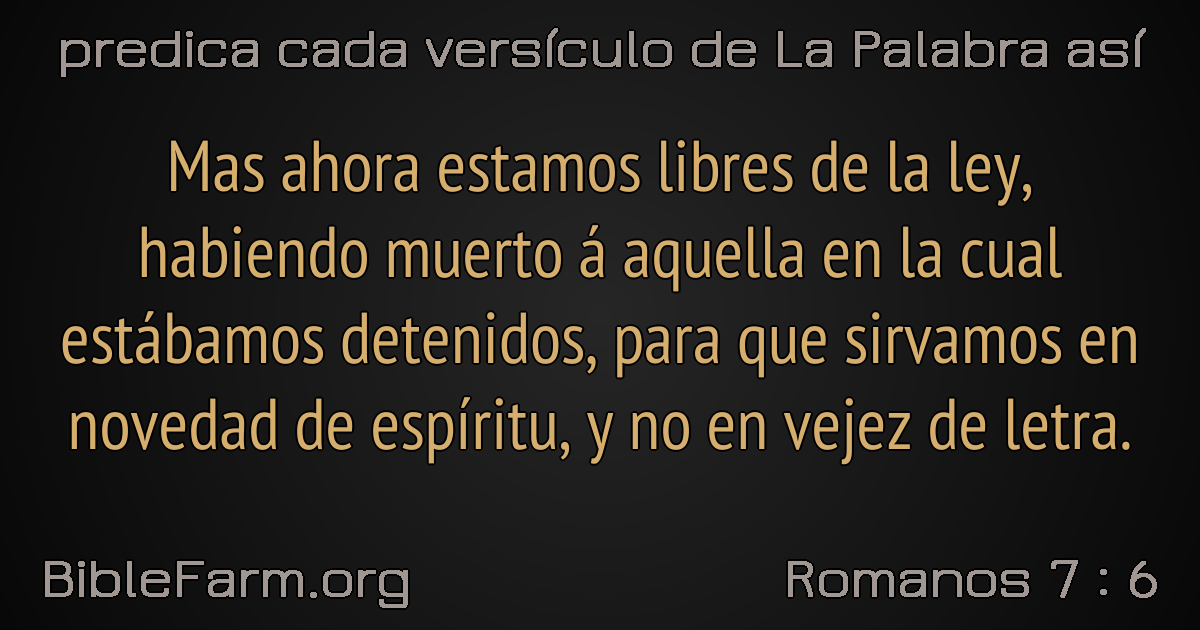 predica cada versículo de La Palabra así
Mas ahora estamos libres de la ley,
habiendo muerto á aquella en la cual
estábamos detenidos, para que sirvamos en
novedad de espíritu, y no en vejez de letra.
BibleFarm.org
Romanos 7 : 6